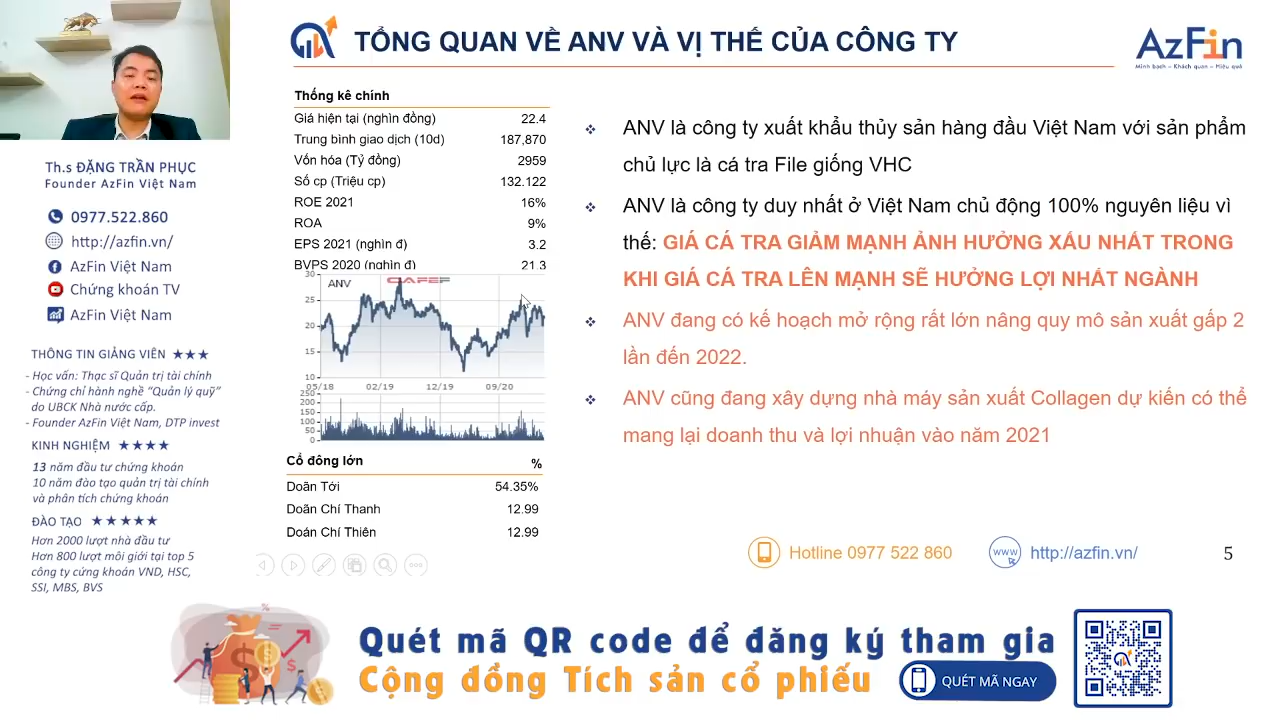 TỔNG QUAN VỀ ANV VÀ VỊ THẾ CỦA CÔNG TY
AzFin
Minh bạch – Khách quan – Hiệu quả
Th.s ĐẶNG TRẦN PHỤC
Founder AzFin Việt Nam
0977.522.860
http://azfin.vn/
AzFin Việt Nam
Chứng khoán TV
AzFin Việt Nam
THÔNG TIN GIẢNG VIÊN ★★★
- Học vấn: Thạc sĩ Quản trị tài chính
- Chứng chỉ hành nghề "Quản lý quỹ"
do UBCK Nhà nước cấp.
- Founder AzFin Việt Nam, DTP invest
KINH NGHIỆM ★★★★
13 năm đầu tư chứng khoán
10 năm đào tạo quản trị tài chính
và phân tích chứng khoán
ĐÀO TẠO ★★★★★
Hơn 2000 lượt nhà đầu tư
Hơn 800 lượt môi giới tại top 5
công ty cứng khoán VND, HSC,
SSI, MBS, BVS
Thống kê chính
Giá hiện tại (nghìn đồng) 22.4
Trung bình giao dịch (10d) 187,870
Vốn hóa (Tỷ đồng) 2959
Số cp (Triệu cp) 132.122
ROE 2021 16%
ROA 9%
EPS 2021 (nghìn đ) 3.2
BVPS 2020 (nghìn đ) 21.3
ANV
CAFEF
30
25
20
15
10
05/18 02/19 12/19 09/20
250
200
150
100
50
0
Cổ đông lớn %
Doãn Tới 54.35%
Doãn Chí Thanh 12.99
Doán Chí Thiên 12.99
❖ ANV là công ty xuất khẩu thủy sản hàng đầu Việt Nam với sản phẩm
chủ lực là cá tra File giống VHC
❖ ANV là công ty duy nhất ở Việt Nam chủ động 100% nguyên liệu vì
thế: GIÁ CÁ TRA GIẢM MẠNH ẢNH HƯỞNG XẤU NHẤT TRONG
KHI GIÁ CÁ TRA LÊN MẠNH SẼ HƯỞNG LỢI NHẤT NGÀNH
❖ ANV đang có kế hoạch mở rộng rất lớn nâng quy mô sản xuất gấp 2
lần đến 2022.
❖ ANV cũng đang xây dựng nhà máy sản xuất Collagen dự kiến có thể
mang lại doanh thu và lợi nhuận vào năm 2021
Hotline 0977 522 860
www
http://azfin.vn/
5
Quét mã QR code để đăng ký tham gia
Cộng đồng Tích sản cổ phiếu
QUÉT MÃ NGAY